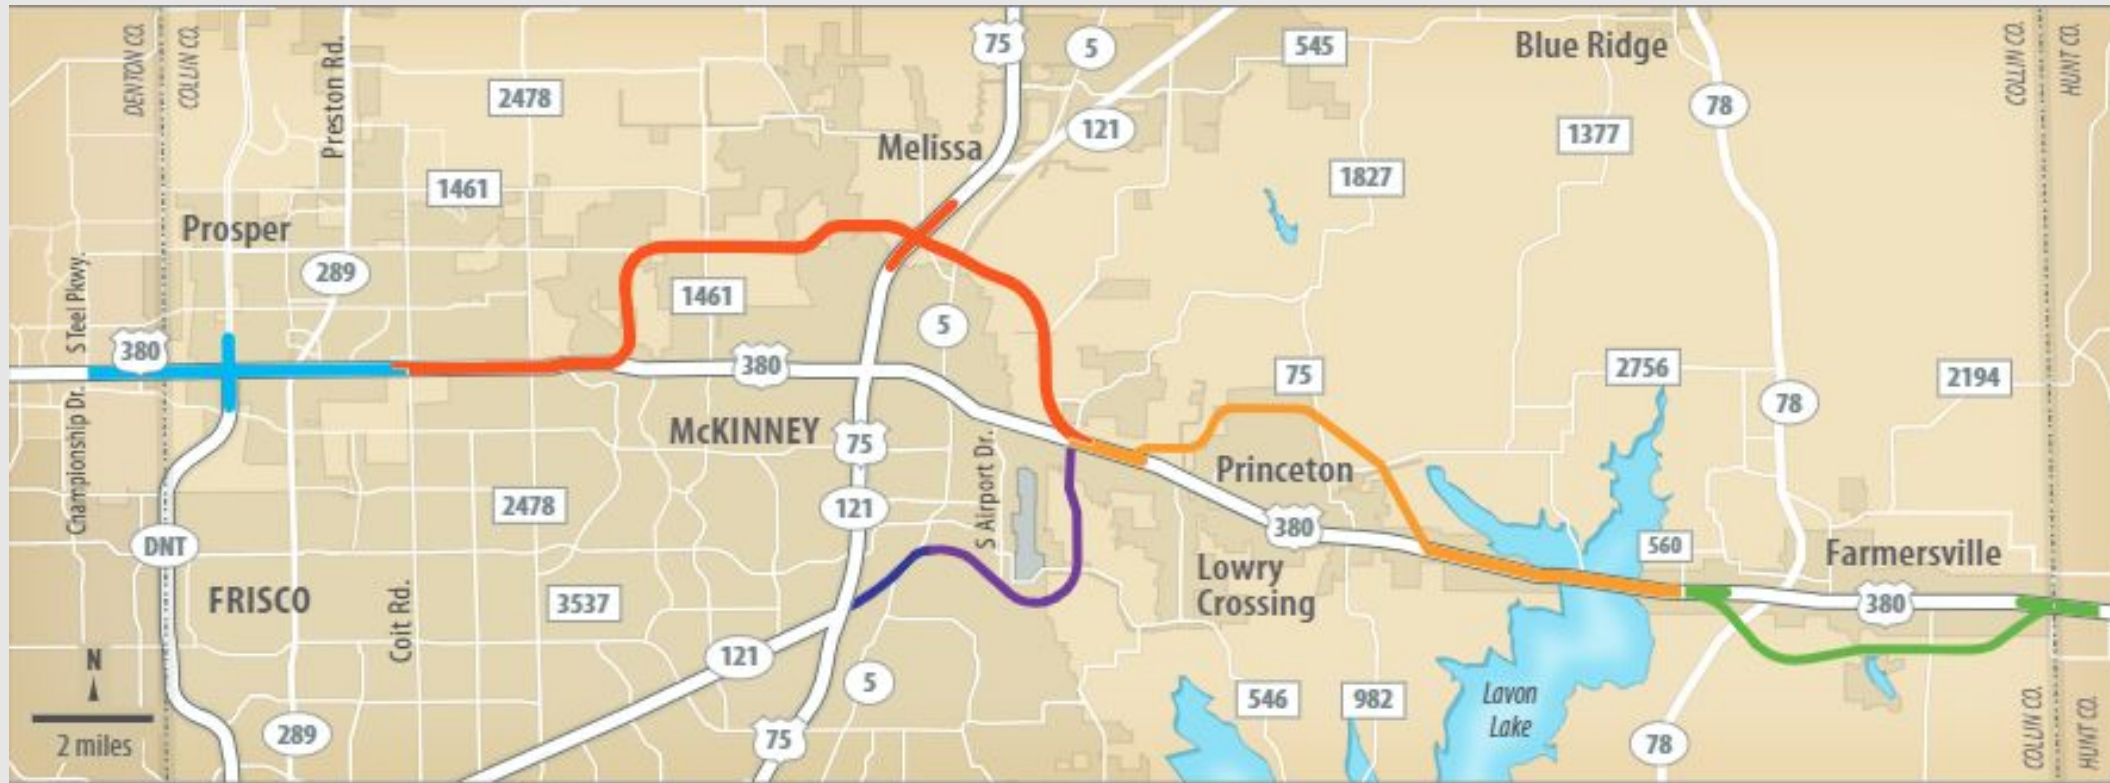 DENTON CO.
COLLIN CO.
Preston Rd.
2478
75
5
545
Blue Ridge
78
COLLIN CO.
HUNT CO.
121
1377
Melissa
1827
1461
Prosper
289
S Teel Pkwy.
1461
5
380
380
75
2756
2194
78
Championship Dr.
McKINNEY
75
S Airport Dr.
Princeton
2478
121
380
DNT
560
Farmersville
Lowry
Crossing
FRISCO
Coit Rd.
3537
380
N
121
5
546
982
Lavon
Lake
2 miles
289
75
78
COLLIN CO.
HUNT CO.